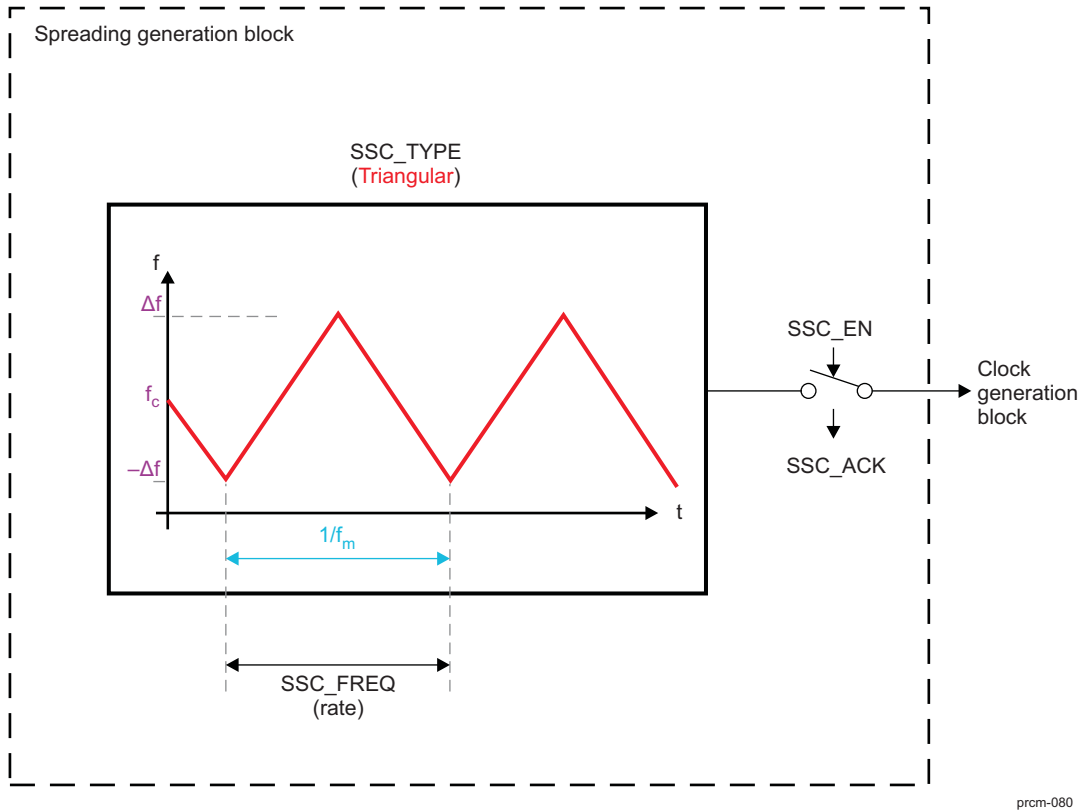 Spreading generation block
SSC_TYPE
(Triangular)
f
Δf
fc
–Δf
t
1/fm
SSC_FREQ
(rate)
SSC_EN
SSC_ACK
Clock
generation
block
prcm-080